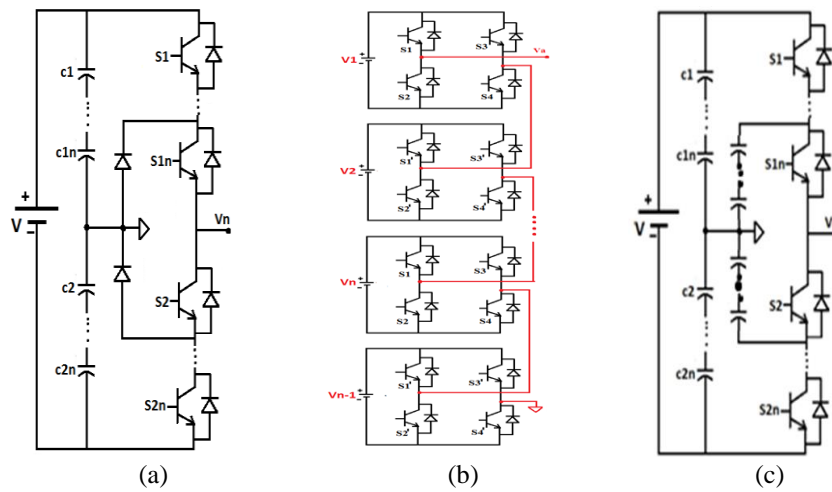 c1
c1n
c2
c2n
V
+
-
S1
S1n
Vn
S2
S2n
(a)
V1
+
-
S1
S2
S3
S4
Vn
V2
+
-
S1'
S2'
S3'
S4'
Vn
+
-
S1
S2
S3
S4
Vn-1
+
-
S1'
S2'
S3'
S4'
(b)
c1
c1n
c2
c2n
V
+
-
S1
S1n
V
S2
S2n
(c)